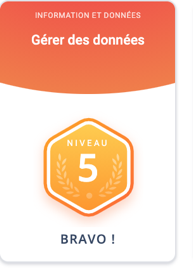 INFORMATION ET DONNÉES
Gérer des données
NIVEAU
5
BRAVO !